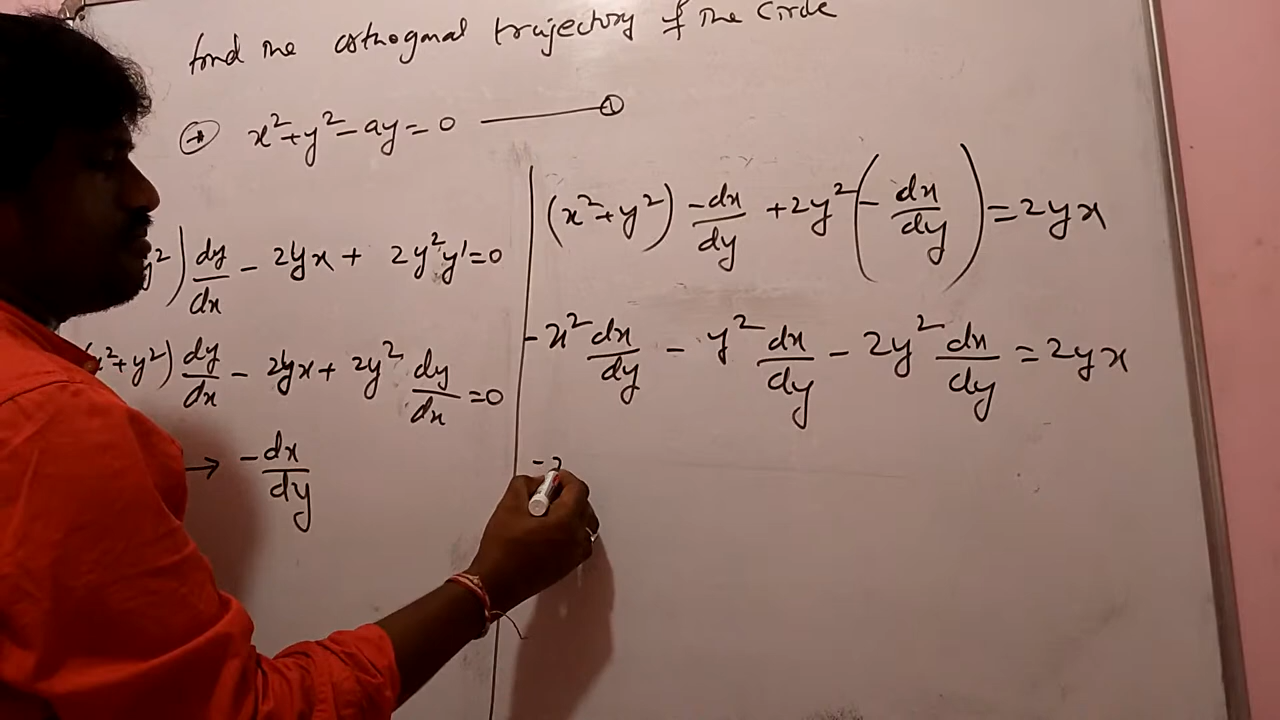 find the orthogonal trajectory of the Circle
→ x²+y²-ay=0 —— ①
y²) dy/dx - 2yx + 2y²y'=0
x²+y²) dy/dx - 2yx + 2y² dy/dx =0
→ -dx/dy
(x²+y²) -dx/dy +2y² (-dx/dy) =2yx
-x² dx/dy - y² dx/dy - 2y² dx/dy =2yx
-